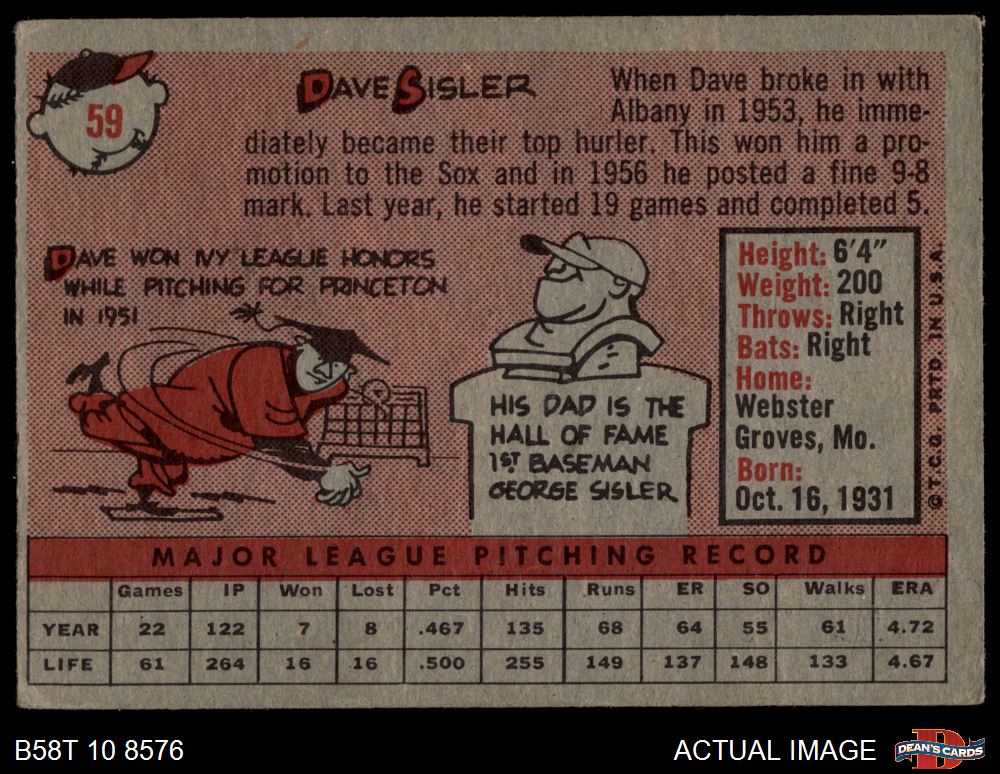 59
DAVE SISLER
When Dave broke in with
Albany in 1953, he imme-
diately became their top hurler. This won him a pro-
motion to the Sox and in 1956 he posted a fine 9-8
mark. Last year, he started 19 games and completed 5.
DAVE WON IVY LEAGUE HONORS
WHILE PITCHING FOR PRINCETON
IN 1951
HIS DAD IS THE
HALL OF FAME
1ST BASEMAN
GEORGE SISLER
Height: 6'4"
Weight: 200
Throws: Right
Bats: Right
Home:
Webster
Groves, Mo.
Born:
Oct. 16, 1931
© T.C.G. PRTD. IN U.S.A.
MAJOR LEAGUE PITCHING RECORD
Games IP Won Lost Pct Hits Runs ER SO Walks ERA
YEAR 22 122 7 8 .467 135 68 64 55 61 4.72
LIFE 61 264 16 16 .500 255 149 137 148 133 4.67
B58T 10 8576
ACTUAL IMAGE
D
DEAN'S CARDS